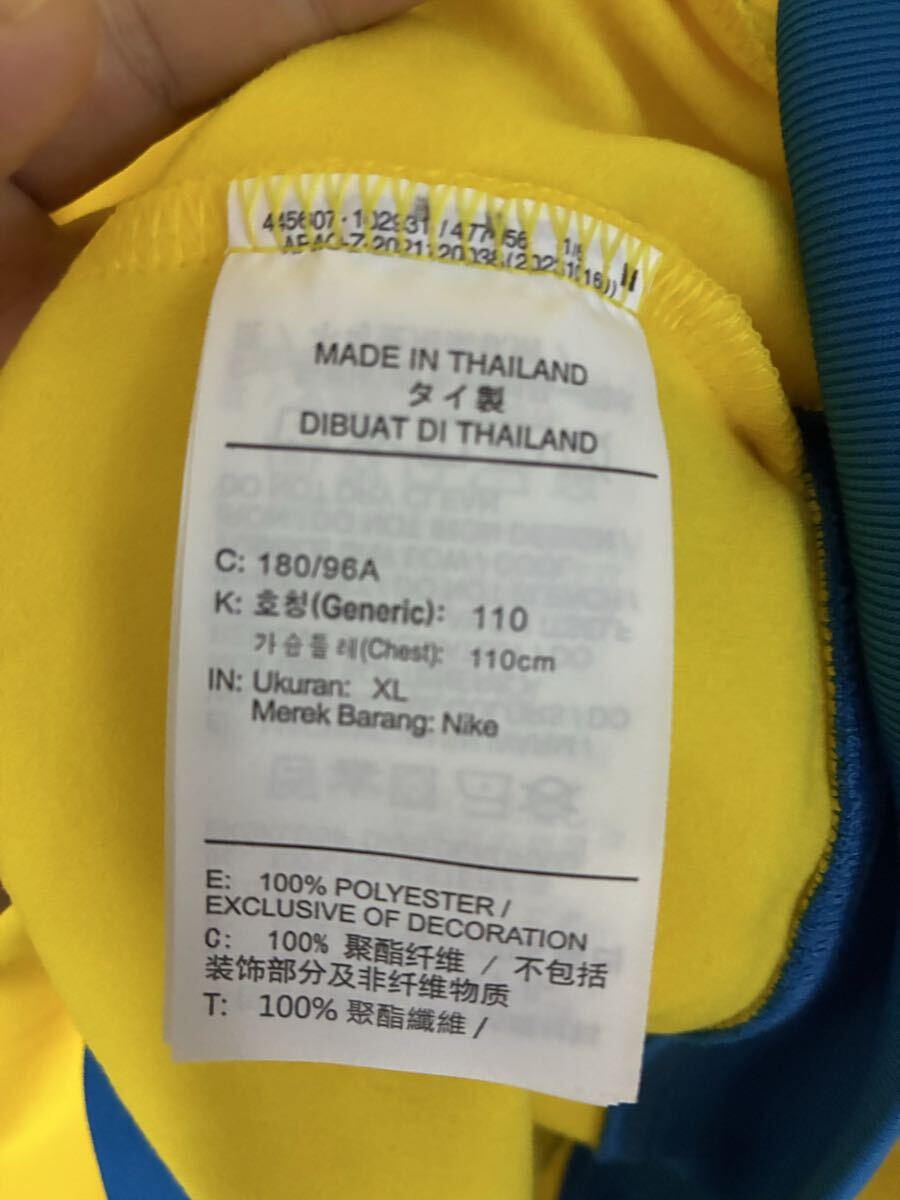 MADE IN THAILAND
タイ製
DIBUAT DI THAILAND
C: 180/96A
K: 호칭(Generic): 110
가슴둘레(Chest): 110cm
IN: Ukuran: XL
Merek Barang: Nike
E: 100% POLYESTER /
EXCLUSIVE OF DECORATION
C: 100% 聚酯纤维 / 不包括
装饰部分及非纤维物质
T: 100% 聚酯纖維 /